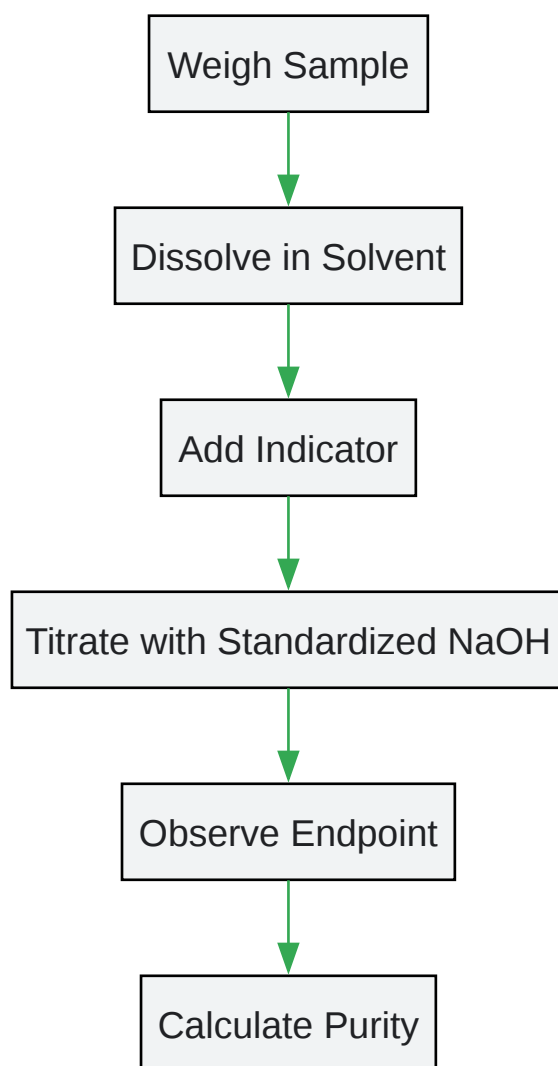 Weigh Sample
Dissolve in Solvent
Add Indicator
Titrate with Standardized NaOH
Observe Endpoint
Calculate Purity